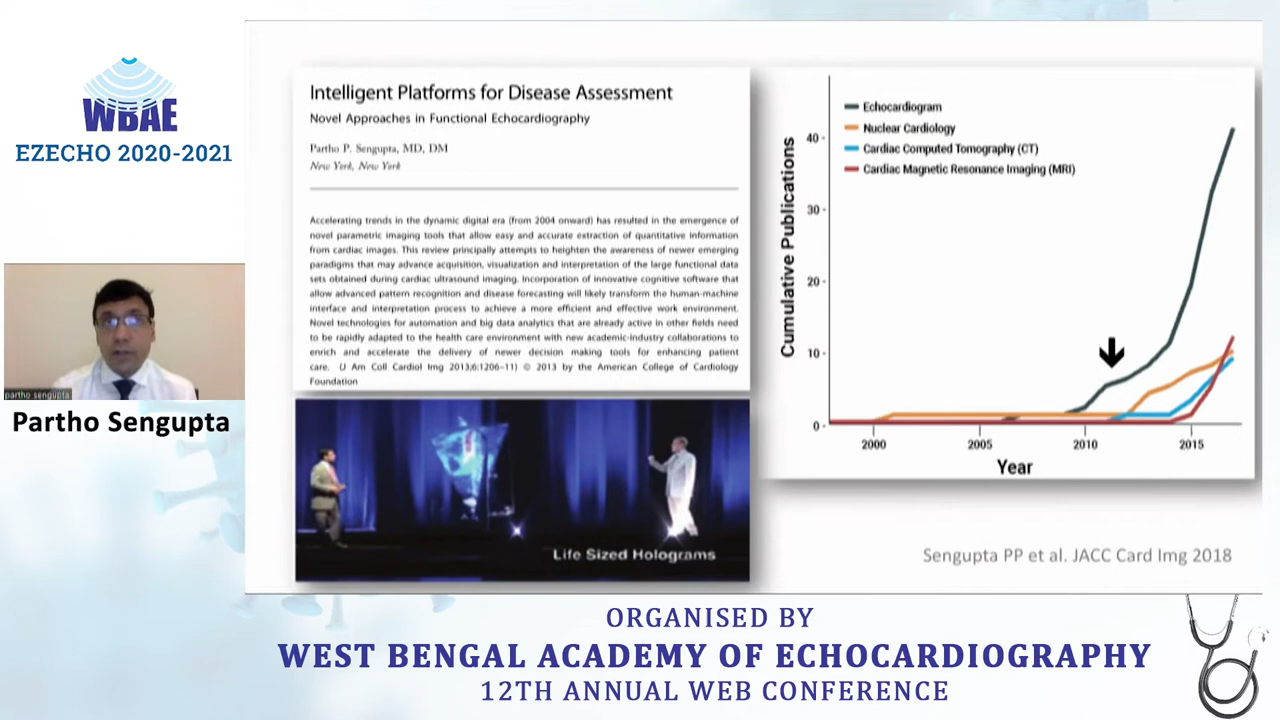 WBAE
EZECHO 2020-2021
partho sengupta
Partho Sengupta
Intelligent Platforms for Disease Assessment
Novel Approaches in Functional Echocardiography
Partho P. Sengupta, MD, DM
New York, New York
Accelerating trends in the dynamic digital era (from 2004 onward) has resulted in the emergence of
novel parametric imaging tools that allow easy and accurate extraction of quantitative information
from cardiac images. This review principally attempts to heighten the awareness of newer emerging
paradigms that may advance acquisition, visualization and interpretation of the large functional data
sets obtained during cardiac ultrasound imaging. Incorporation of innovative cognitive software that
allow advanced pattern recognition and disease forecasting will likely transform the human-machine
interface and interpretation process to achieve a more efficient and effective work environment.
Novel technologies for automation and big data analytics that are already active in other fields need
to be rapidly adapted to the health care environment with new academic-industry collaborations to
enrich and accelerate the delivery of newer decision making tools for enhancing patient
care. (J Am Coll Cardiol Img 2013;6:1206–11) © 2013 by the American College of Cardiology
Foundation
Life Sized Holograms
Echocardiogram
Nuclear Cardiology
Cardiac Computed Tomography (CT)
Cardiac Magnetic Resonance Imaging (MRI)
Cumulative Publications
40
30
20
10
0
2000 2005 2010 2015
Year
Sengupta PP et al. JACC Card Img 2018
ORGANISED BY
WEST BENGAL ACADEMY OF ECHOCARDIOGRAPHY
12TH ANNUAL WEB CONFERENCE